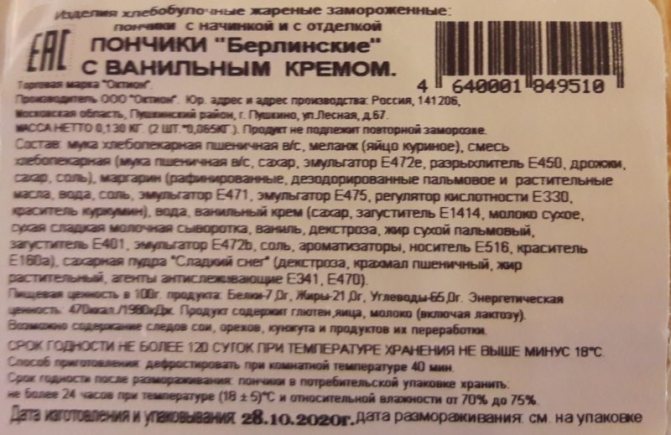 Изделия хлебобулочные жареные замороженные:
пончики с начинкой и с отделкой
ЕАС
ПОНЧИКИ "Берлинские"
С ВАНИЛЬНЫМ КРЕМОМ.
4 640001 849510
Торговая марка "Октион".
Производитель ООО "Октион". Юр. адрес и адрес производства: Россия, 141206,
Московская область, Пушкинский район, г. Пушкино, ул.Лесная, д.67.
МАССА НЕТТО 0,130 КГ. (2 ШТ.*0,065КГ.). Продукт не подлежит повторной заморозке.
Состав: мука хлебопекарная пшеничная в/с, меланж (яйцо куриное), смесь
хлебопекарная (мука пшеничная в/с, сахар, эмульгатор Е472е, разрыхлитель Е450, дрожжи,
сахар, соль), маргарин (рафинированные, дезодорированные пальмовое и растительные
масла, вода, соль, эмульгатор Е471, эмульгатор Е475, регулятор кислотности Е330,
краситель куркумин), вода, ванильный крем (сахар, загуститель Е1414, молоко сухое,
сухая сладкая молочная сыворотка, ваниль, декстроза, жир сухой пальмовый,
загуститель Е401, эмульгатор Е472b, соль, ароматизаторы, носитель Е516, краситель
Е160а), сахарная пудра "Сладкий снег" (декстроза, крахмал пшеничный, жир
растительный, агенты антислеживающие Е341, Е470).
Пищевая ценность в 100г. продукта: Белки-7,0г, Жиры-21,0г, Углеводы-65,0г. Энергетическая
ценность: 470ккал./1980кДж. Продукт содержит глютен,яица, молоко (включая лактозу).
Возможно содержание следов сои, орехов, кунжута и продуктов их переработки.
СРОК ГОДНОСТИ НЕ БОЛЕЕ 120 СУТОК ПРИ ТЕМПЕРАТУРЕ ХРАНЕНИЯ НЕ ВЫШЕ МИНУС 18°С.
Способ приготовления: дефростировать при комнатной температуре 40 мин.
Срок годности после размораживания: пончики в потребительской упаковке хранить
не более 24 часов при температуре (18 ± 5)°С и относительной влажности от 70% до 75%.
Дата изготовления и упаковывания 28.10.2020г. дата размораживания: см. на упаковке